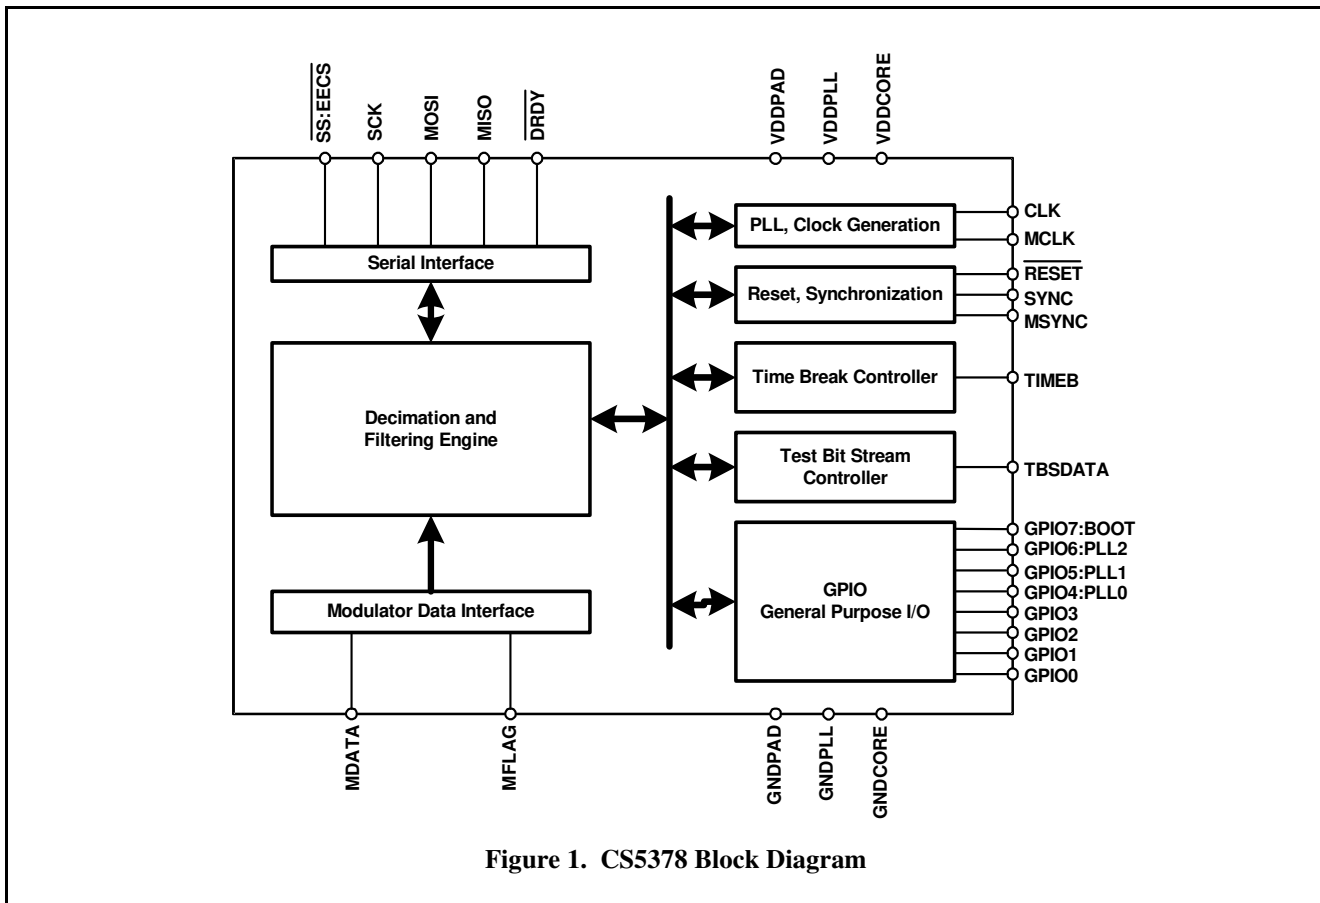 SS:EECS
SCK
MOSI
MISO
DRDY
VDDPAD
VDDPLL
VDDCORE
Serial Interface
Decimation and
Filtering Engine
Modulator Data Interface
PLL, Clock Generation
CLK
MCLK
Reset, Synchronization
RESET
SYNC
MSYNC
Time Break Controller
TIMEB
Test Bit Stream
Controller
TBSDATA
GPIO
General Purpose I/O
GPIO7:BOOT
GPIO6:PLL2
GPIO5:PLL1
GPIO4:PLL0
GPIO3
GPIO2
GPIO1
GPIO0
MDATA
MFLAG
GNDPAD
GNDPLL
GNDCORE
Figure 1. CS5378 Block Diagram